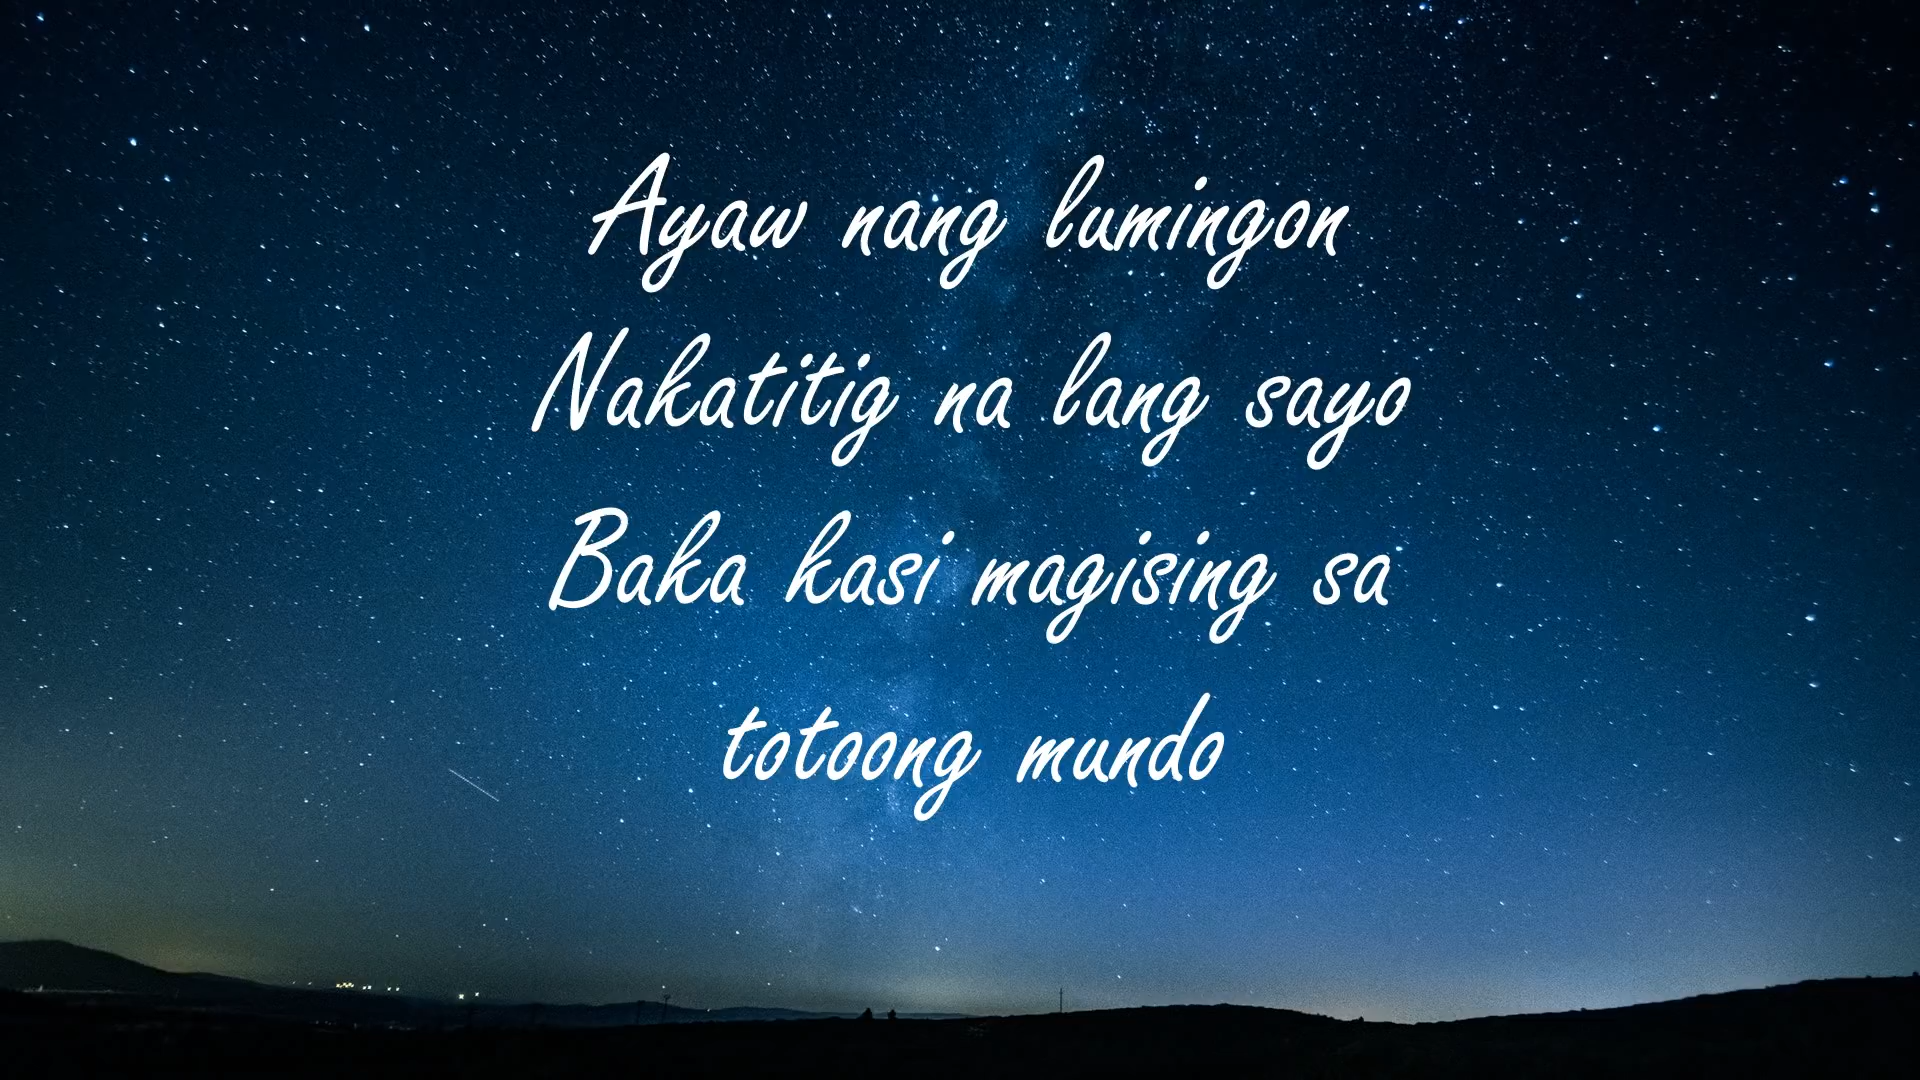 Ayaw nang lumingon
Nakatitig na lang sayo
Baka kasi magising sa
totoong mundo